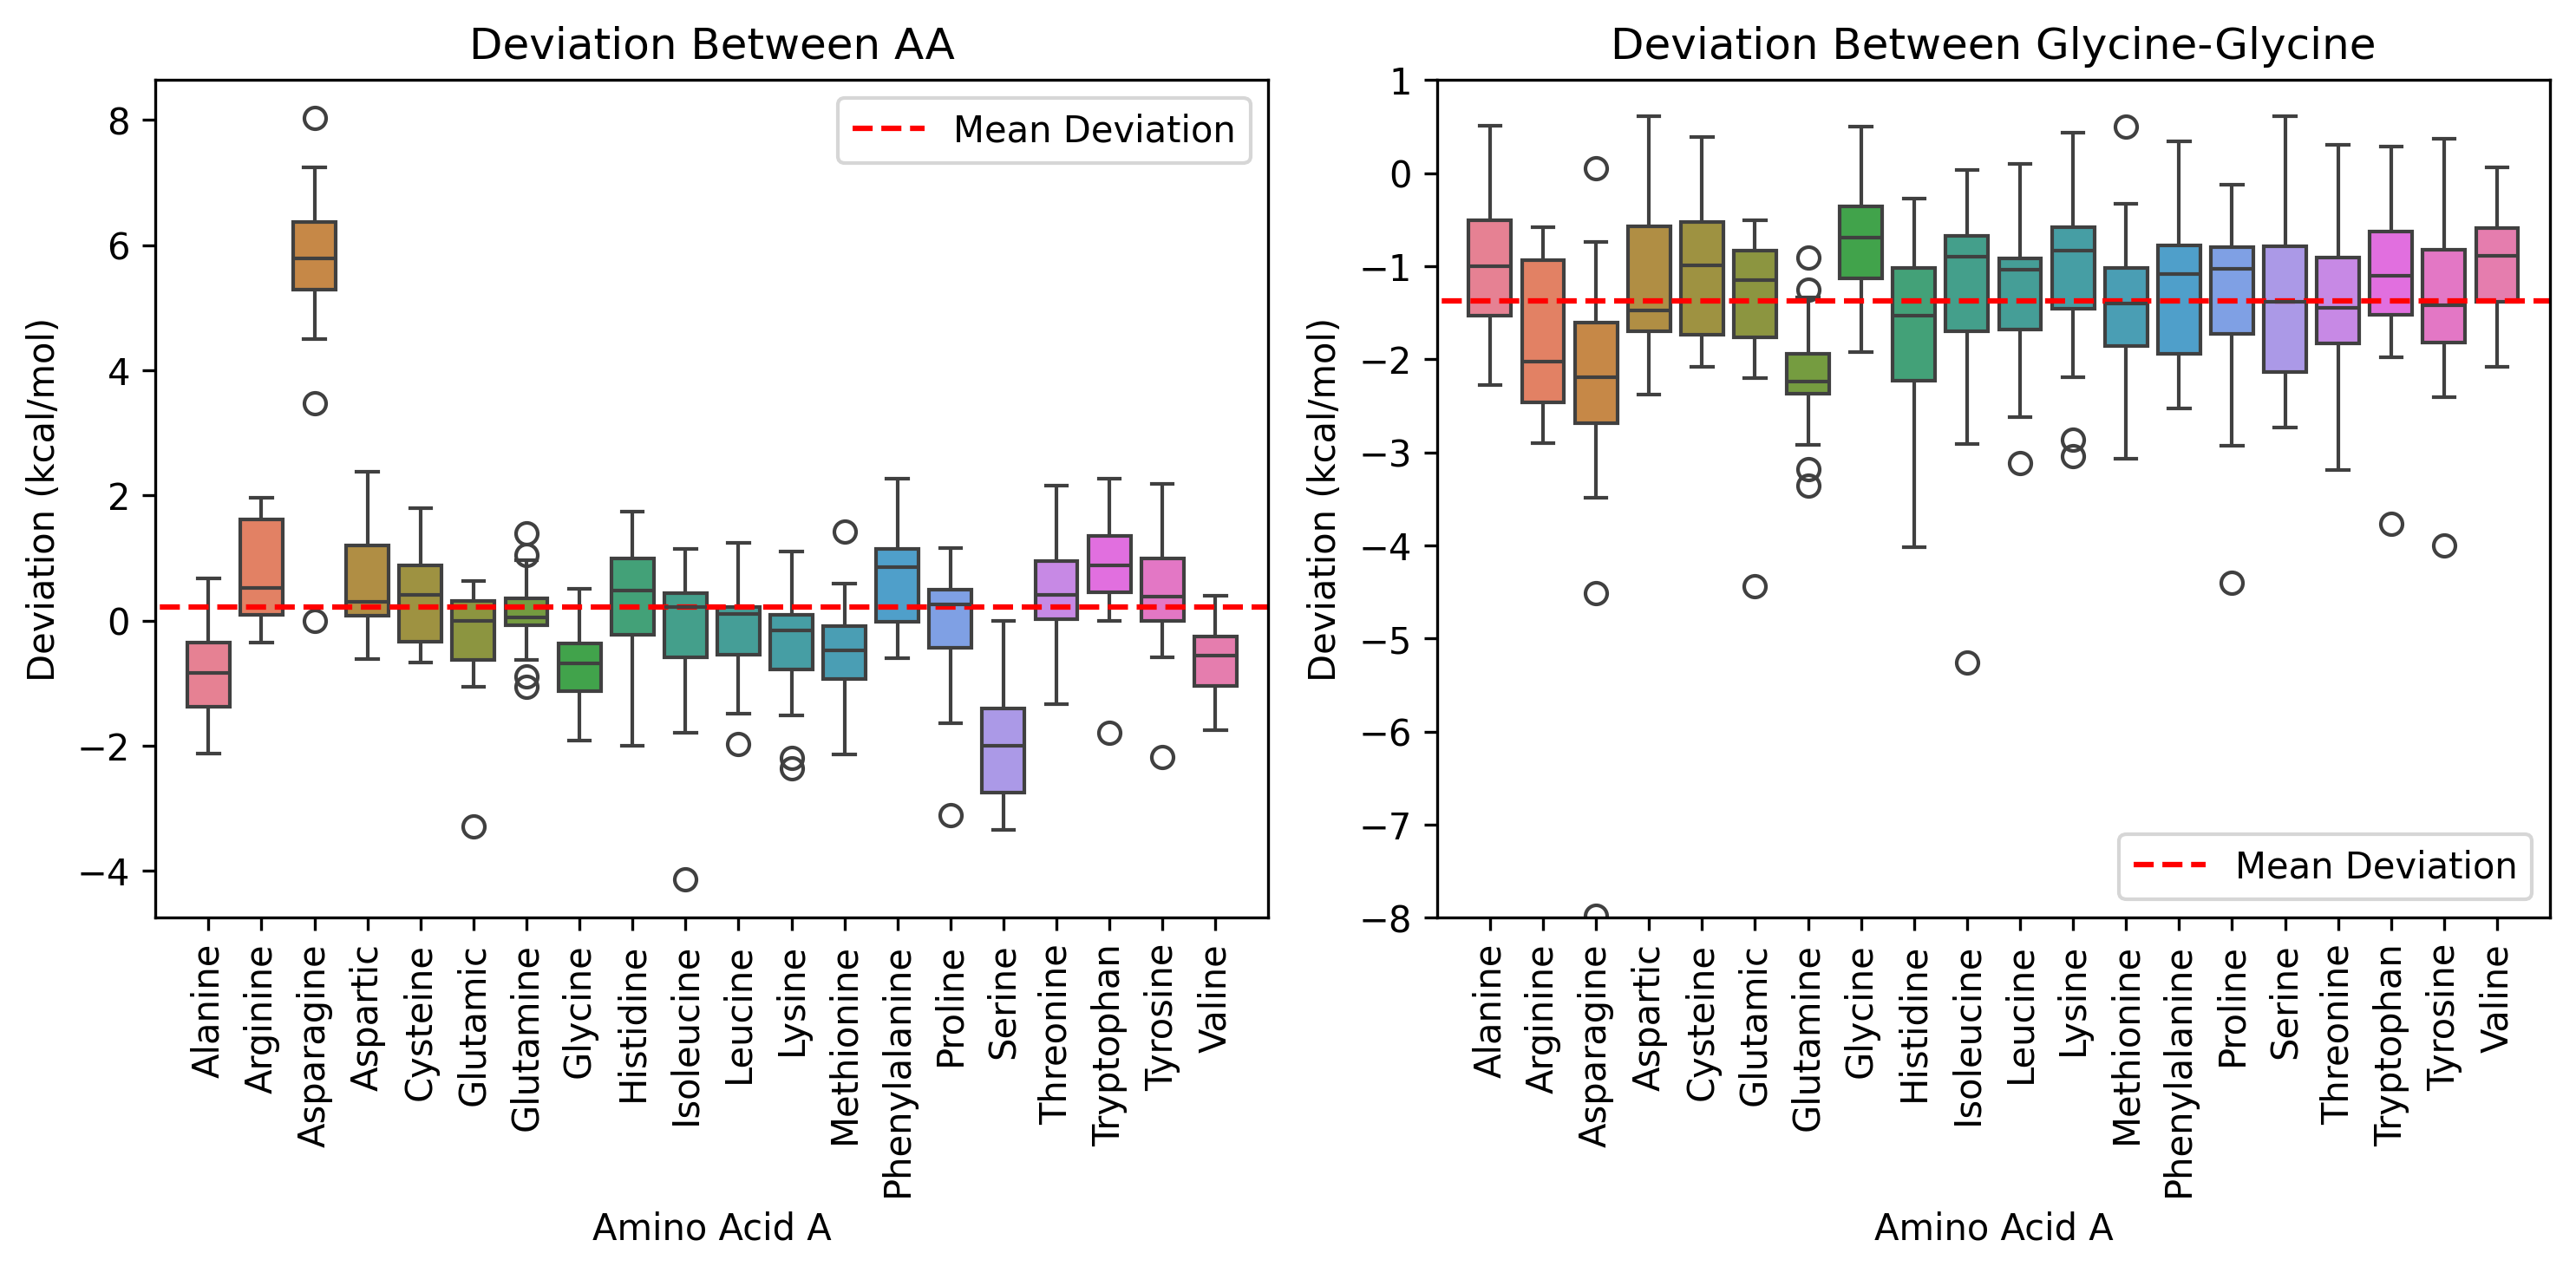 Deviation Between AA
8
6
4
2
0
−2
−4
Deviation (kcal/mol)
Mean Deviation
Alanine
Arginine
Asparagine
Aspartic
Cysteine
Glutamic
Glutamine
Glycine
Histidine
Isoleucine
Leucine
Lysine
Methionine
Phenylalanine
Proline
Serine
Threonine
Tryptophan
Tyrosine
Valine
Amino Acid A
Deviation Between Glycine-Glycine
1
0
−1
−2
−3
−4
−5
−6
−7
−8
Deviation (kcal/mol)
Mean Deviation
Alanine
Arginine
Asparagine
Aspartic
Cysteine
Glutamic
Glutamine
Glycine
Histidine
Isoleucine
Leucine
Lysine
Methionine
Phenylalanine
Proline
Serine
Threonine
Tryptophan
Tyrosine
Valine
Amino Acid A